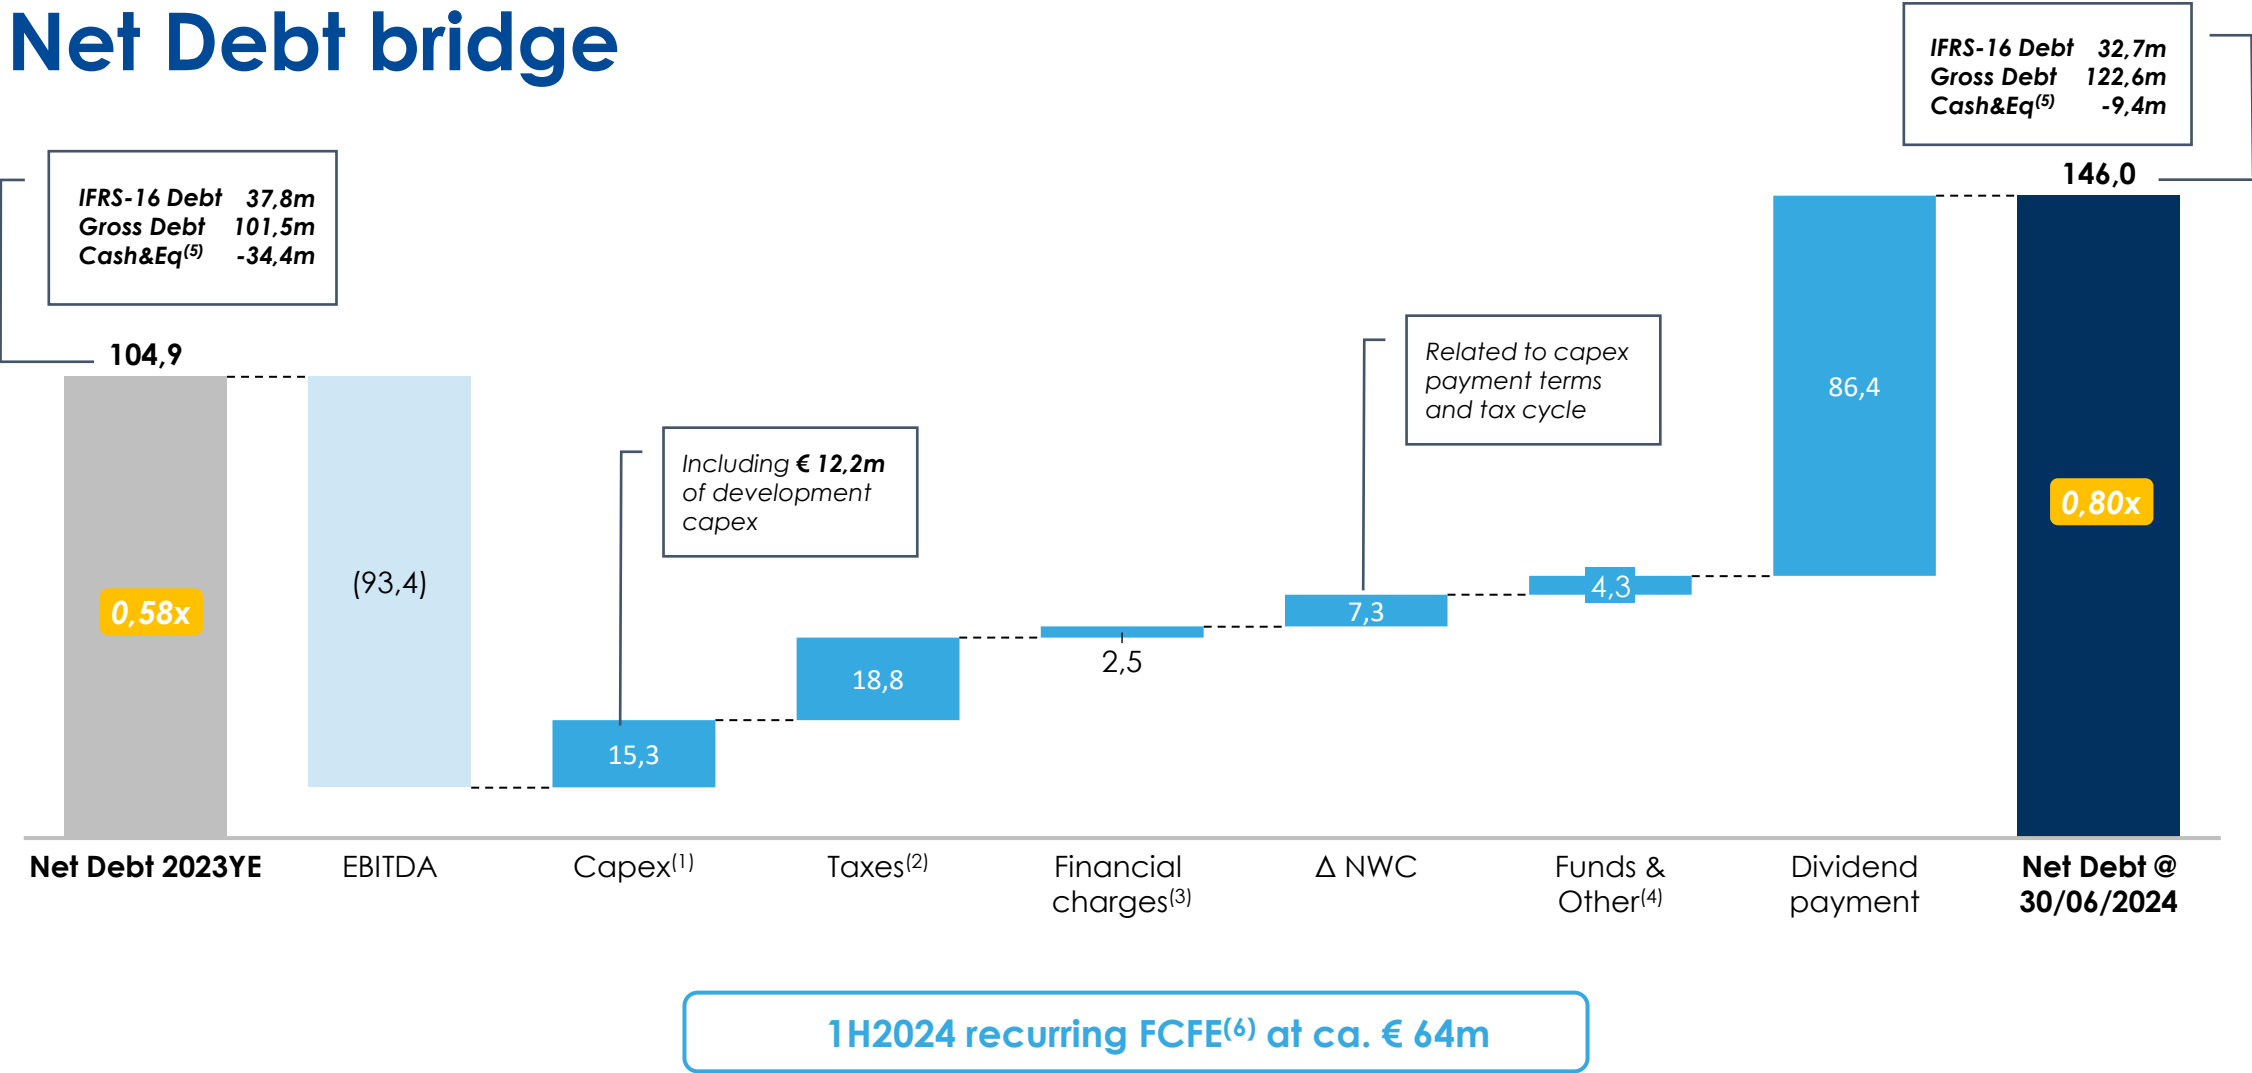 Net Debt bridge
IFRS-16 Debt 32,7m
Gross Debt 122,6m
Cash&Eq(5) -9,4m
146,0
IFRS-16 Debt 37,8m
Gross Debt 101,5m
Cash&Eq(5) -34,4m
104,9
Related to capex
payment terms
and tax cycle
86,4
Including € 12,2m
of development
capex
0,80x
(93,4)
0,58x
4,3
7,3
2,5
18,8
15,3
Net Debt 2023YE
EBITDA
Capex(1)
Taxes(2)
Financial
charges(3)
Δ NWC
Funds &
Other(4)
Dividend
payment
Net Debt @
30/06/2024
1H2024 recurring FCFE(6) at ca. € 64m